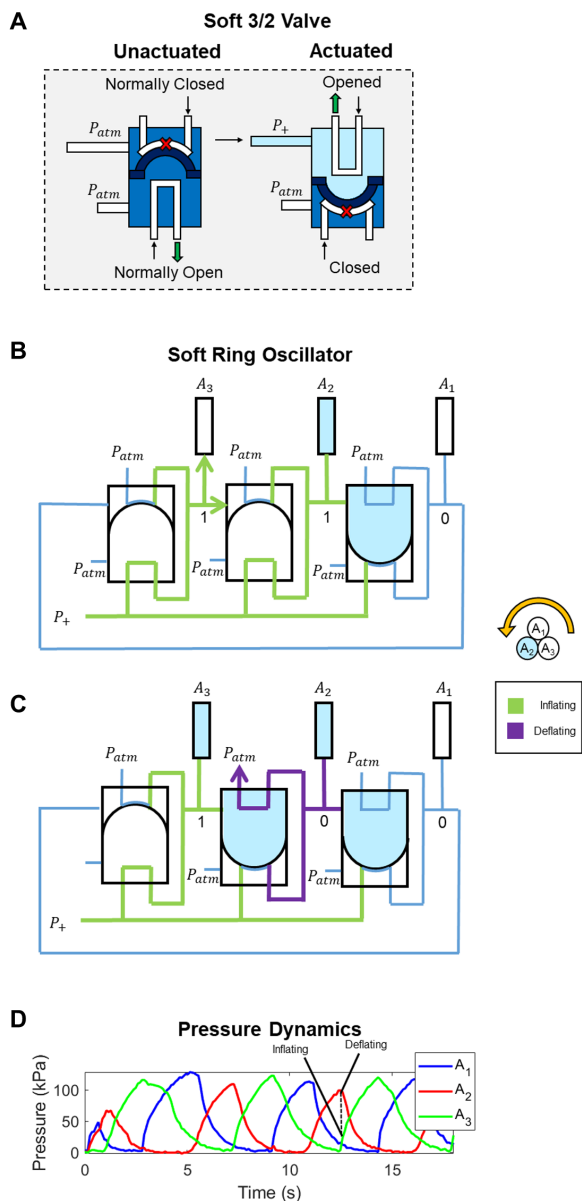 A
Soft 3/2 Valve
Unactuated Actuated
Normally Closed Opened
P_atm P_+
P_atm P_atm
Normally Open Closed
B
Soft Ring Oscillator
A_3 A_2 A_1
P_atm P_atm P_atm
1 1 0
P_atm P_atm P_atm
P_+
A_1
A_2 A_3
Inflating
Deflating
C
A_3 A_2 A_1
P_atm P_atm P_atm
1 0 0
P_atm P_atm
P_+
D
Pressure Dynamics
Inflating Deflating
A_1
A_2
A_3
Pressure (kPa)
100
50
0
0 5 10 15
Time (s)